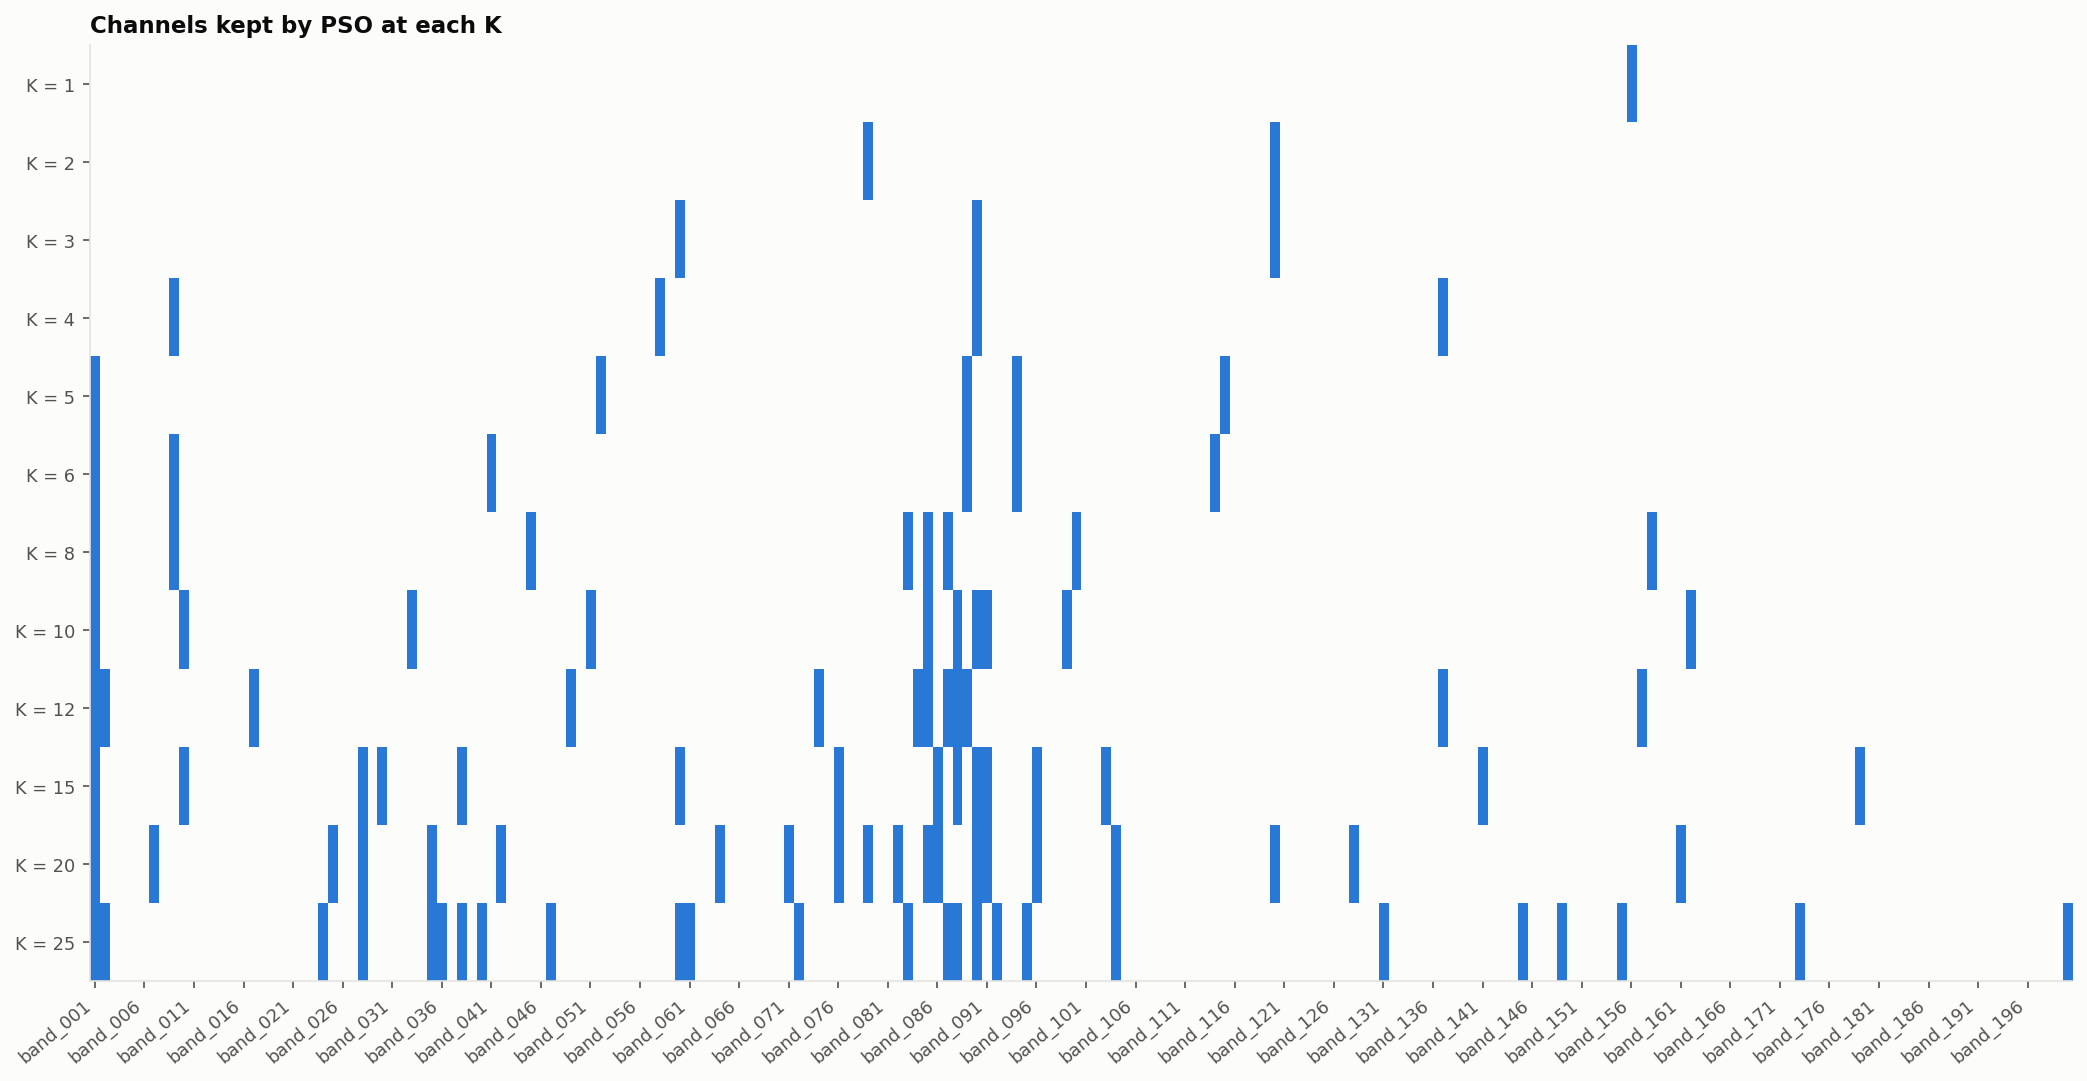 Channels kept by PSO at each K
K = 1
K = 2
K = 3
K = 4
K = 5
K = 6
K = 8
K = 10
K = 12
K = 15
K = 20
K = 25
band_001
band_006
band_011
band_016
band_021
band_026
band_031
band_036
band_041
band_046
band_051
band_056
band_061
band_066
band_071
band_076
band_081
band_086
band_091
band_096
band_101
band_106
band_111
band_116
band_121
band_126
band_131
band_136
band_141
band_146
band_151
band_156
band_161
band_166
band_171
band_176
band_181
band_186
band_191
band_196